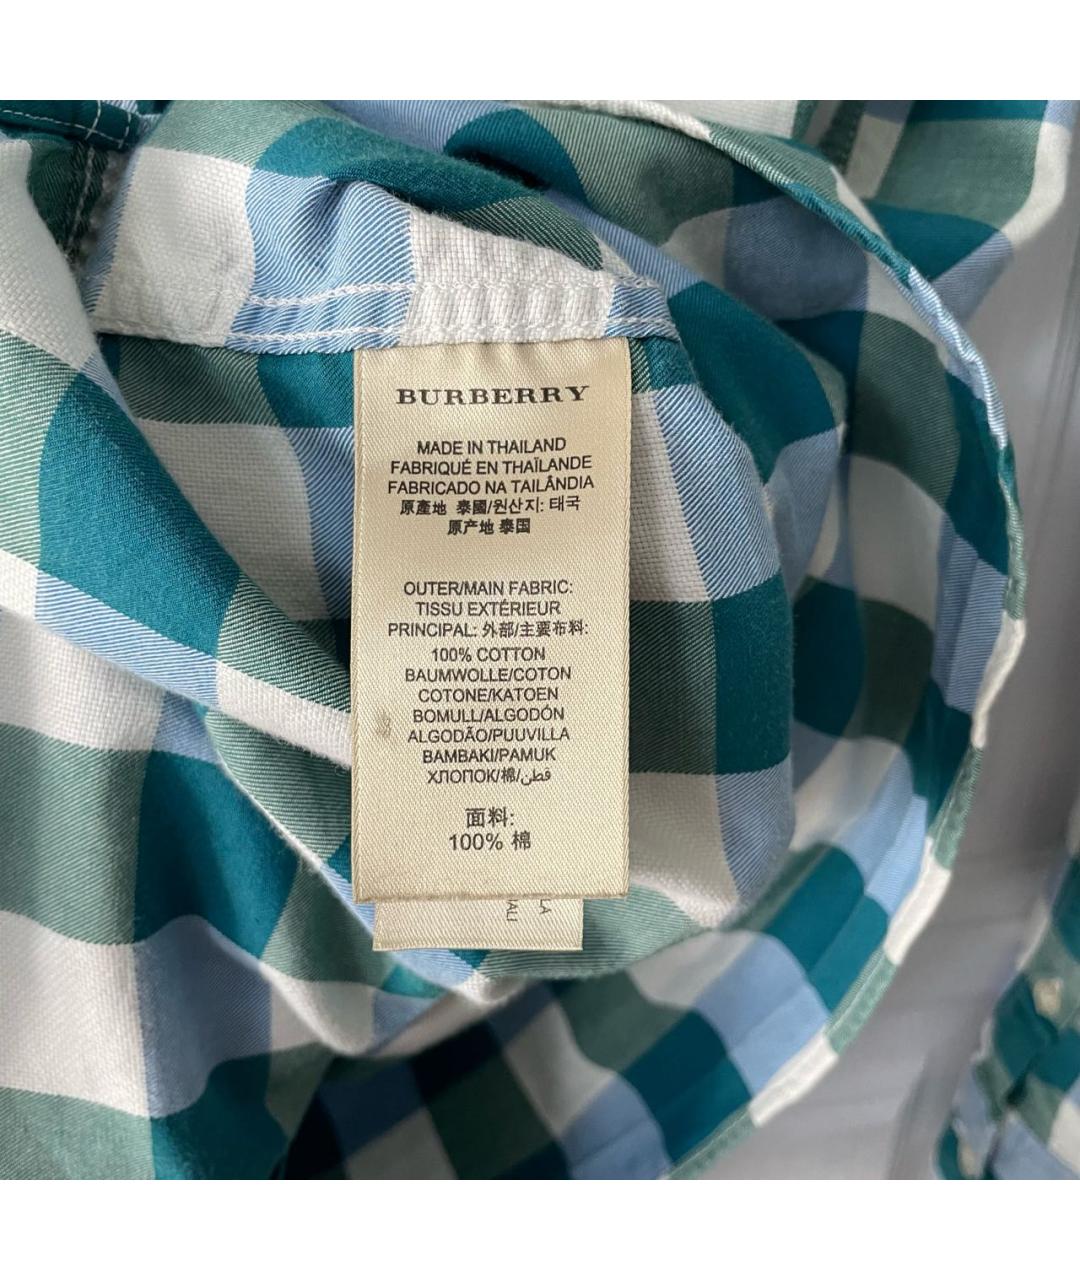 BURBERRY
MADE IN THAILAND
FABRIQUÉ EN THAÏLANDE
FABRICADO NA TAILÂNDIA
原產地 泰國/원산지: 태국
原产地 泰国
OUTER/MAIN FABRIC:
TISSU EXTÉRIEUR
PRINCIPAL: 外部/主要布料:
100% COTTON
BAUMWOLLE/COTON
COTONE/KATOEN
BOMULL/ALGODÓN
ALGODÃO/PUUVILLA
BAMBAKI/PAMUK
ХЛОПОК/棉/قطن
面料:
100% 棉